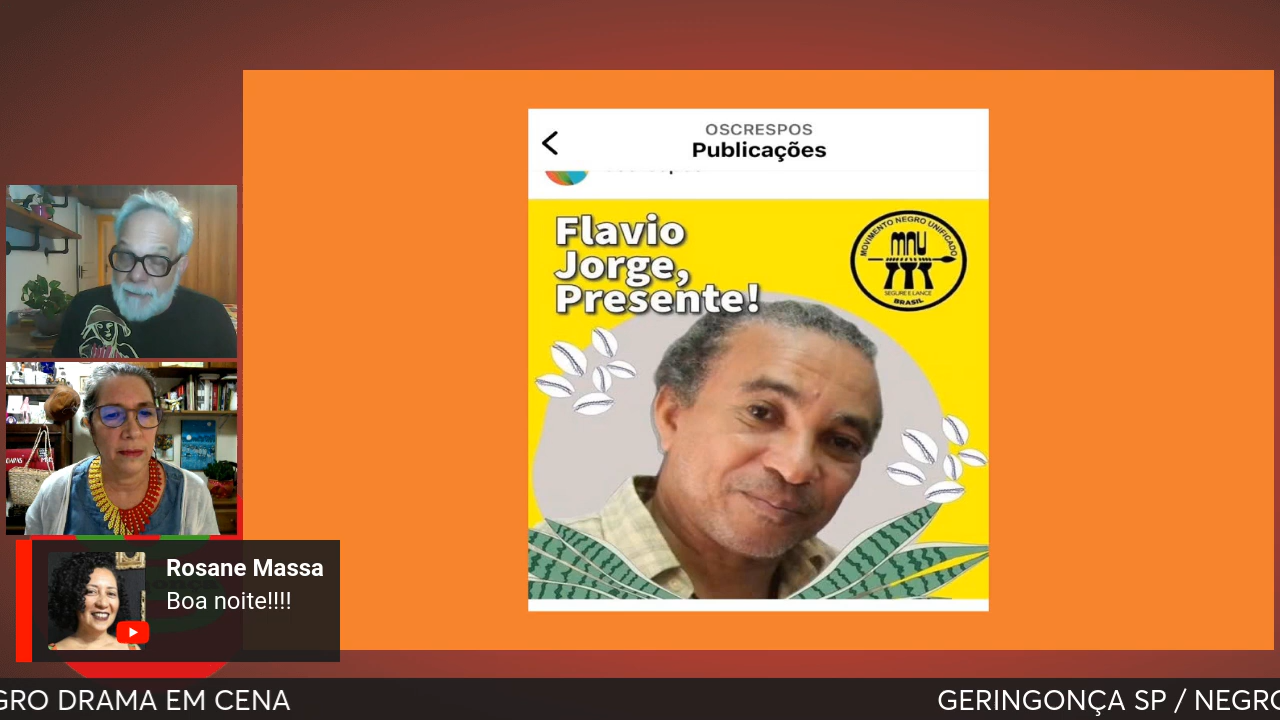 OSCRESPOS
Publicações
Flavio
Jorge,
Presente!
MOVIMENTO NEGRO UNIFICADO
MNU
SEGURE E LANCE
BRASIL
Rosane Massa
Boa noite!!!!
GRO DRAMA EM CENA
GERINGONÇA SP / NEGRO